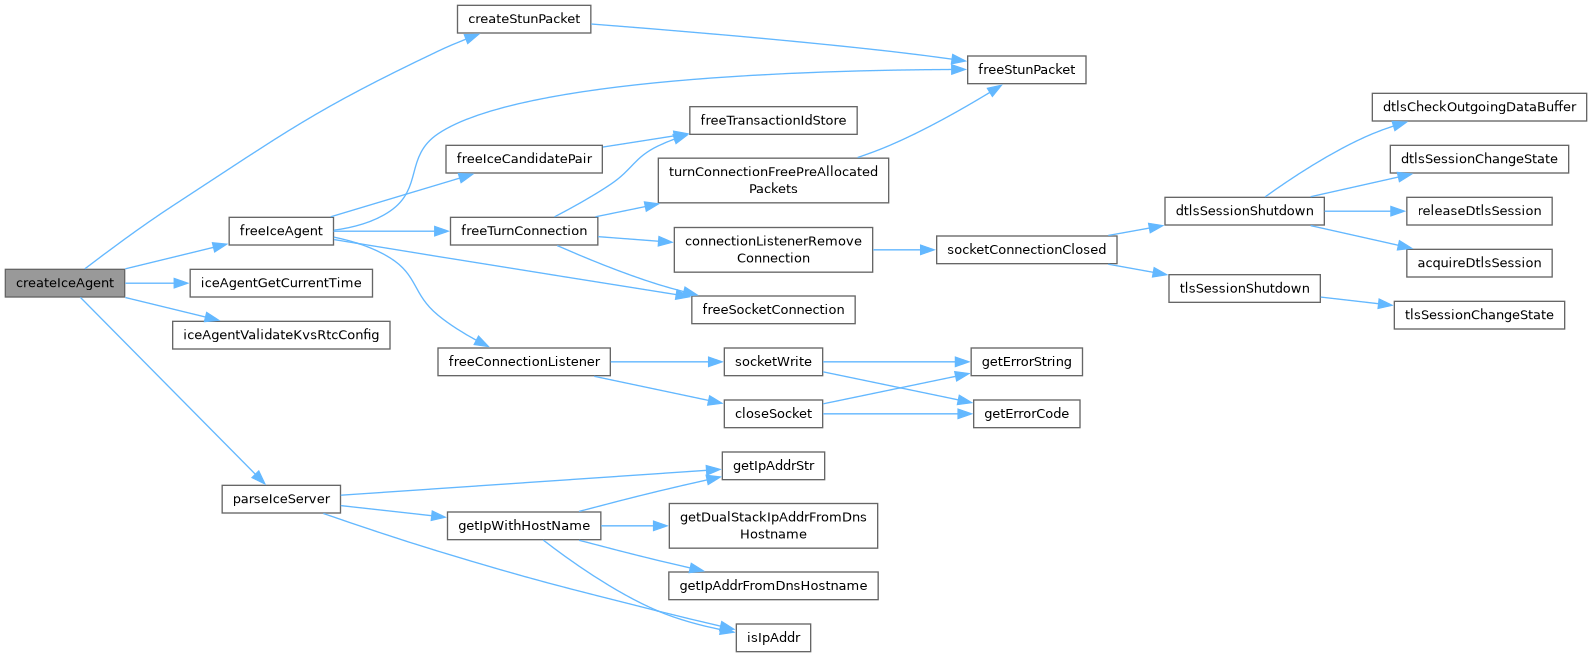 createStunPacket
freeStunPacket
dtlsCheckOutgoingDataBuffer
freeTransactionIdStore
freeIceCandidatePair
dtlsSessionChangeState
turnConnectionFreePreAllocated
Packets
dtlsSessionShutdown
releaseDtlsSession
freeIceAgent
freeTurnConnection
connectionListenerRemove
Connection
socketConnectionClosed
acquireDtlsSession
createIceAgent
iceAgentGetCurrentTime
tlsSessionShutdown
freeSocketConnection
tlsSessionChangeState
iceAgentValidateKvsRtcConfig
freeConnectionListener
socketWrite
getErrorString
closeSocket
getErrorCode
getIpAddrStr
parseIceServer
getIpWithHostName
getDualStackIpAddrFromDns
Hostname
getIpAddrFromDnsHostname
isIpAddr